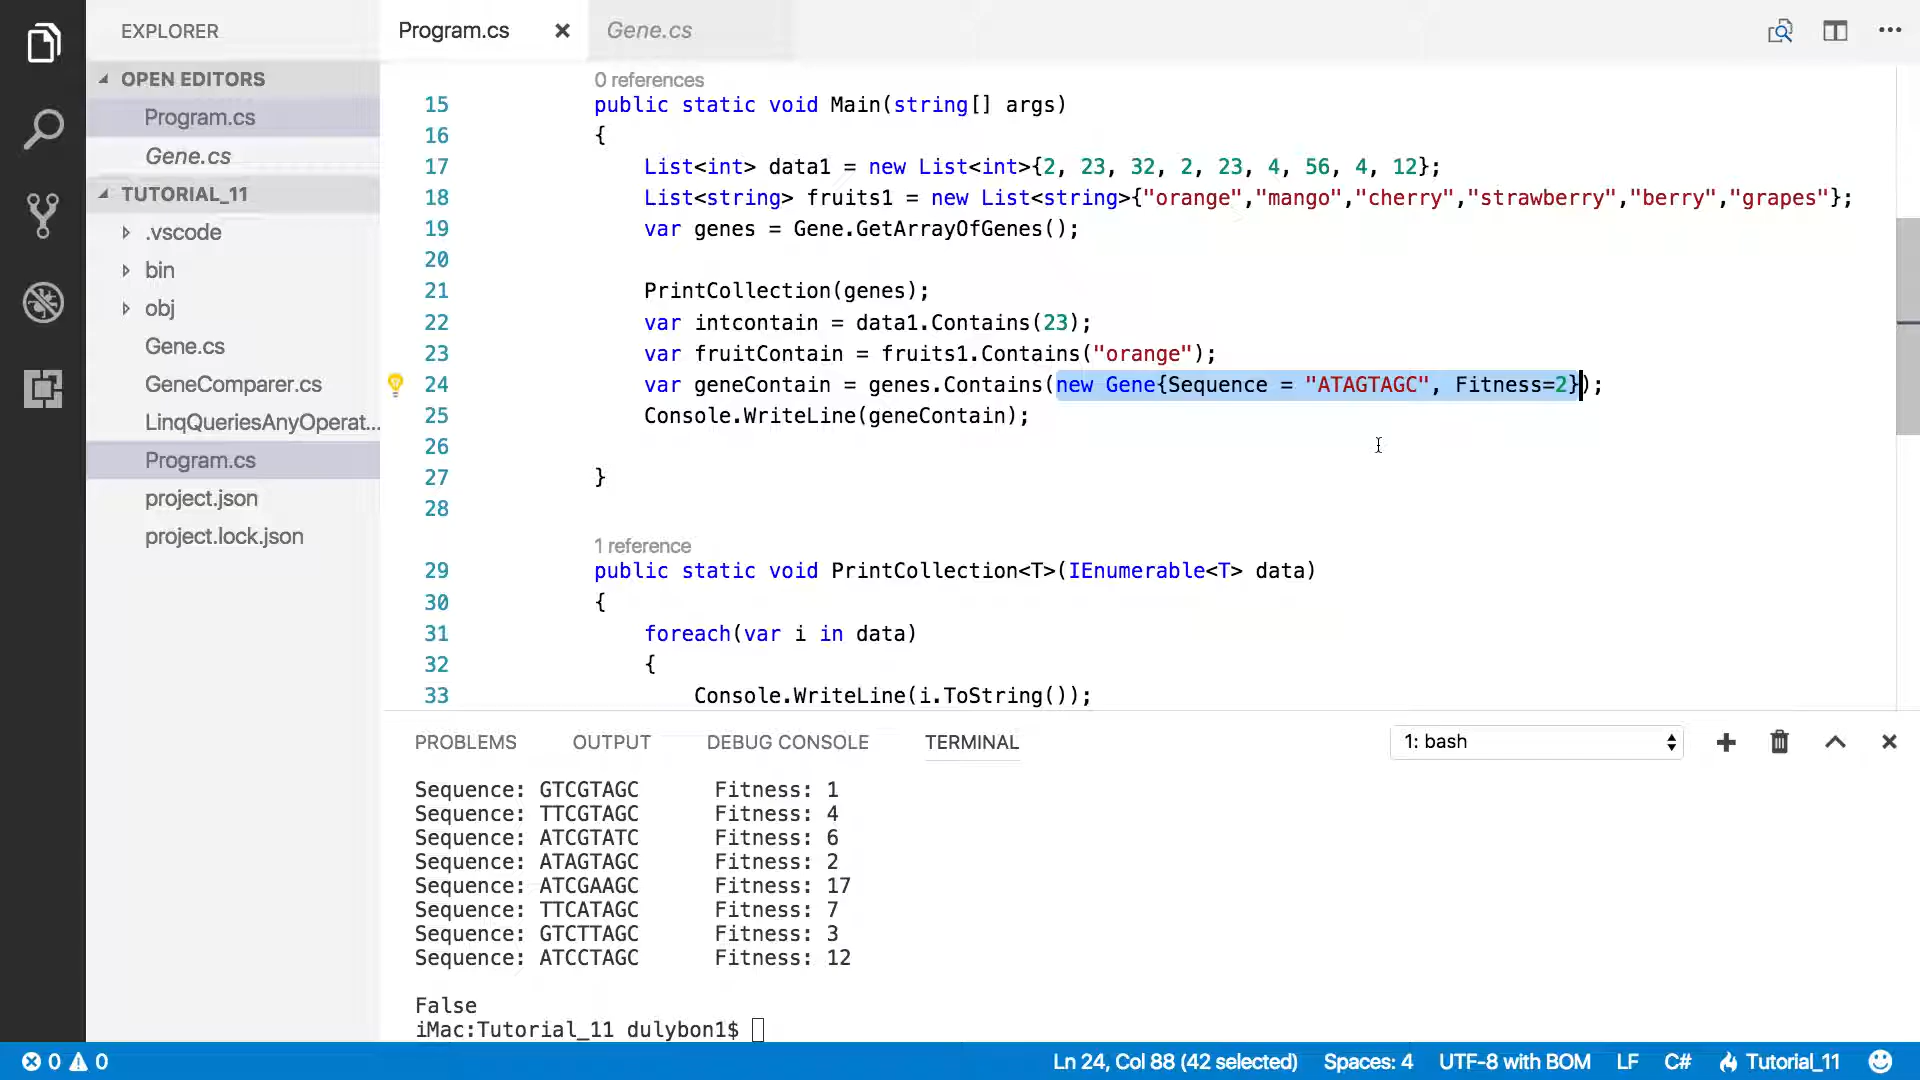 EXPLORER
OPEN EDITORS
Program.cs
Gene.cs
TUTORIAL_11
.vscode
bin
obj
Gene.cs
GeneComparer.cs
LinqQueriesAnyOperat...
Program.cs
project.json
project.lock.json
Program.cs
Gene.cs
0 references
15 public static void Main(string[] args)
16 {
17 List<int> data1 = new List<int>{2, 23, 32, 2, 23, 4, 56, 4, 12};
18 List<string> fruits1 = new List<string>{"orange","mango","cherry","strawberry","berry","grapes"};
19 var genes = Gene.GetArrayOfGenes();
20
21 PrintCollection(genes);
22 var intcontain = data1.Contains(23);
23 var fruitContain = fruits1.Contains("orange");
24 var geneContain = genes.Contains(new Gene{Sequence = "ATAGTAGC", Fitness=2});
25 Console.WriteLine(geneContain);
26
27 }
28
1 reference
29 public static void PrintCollection<T>(IEnumerable<T> data)
30 {
31 foreach(var i in data)
32 {
33 Console.WriteLine(i.ToString());
PROBLEMS OUTPUT DEBUG CONSOLE TERMINAL 1: bash
Sequence: GTCGTAGC Fitness: 1
Sequence: TTCGTAGC Fitness: 4
Sequence: ATCGTATC Fitness: 6
Sequence: ATAGTAGC Fitness: 2
Sequence: ATCGAAGC Fitness: 17
Sequence: TTCATAGC Fitness: 7
Sequence: GTCTTAGC Fitness: 3
Sequence: ATCCTAGC Fitness: 12
False
iMac:Tutorial_11 dulybon1$
0 0 Ln 24, Col 88 (42 selected) Spaces: 4 UTF-8 with BOM LF C# Tutorial_11